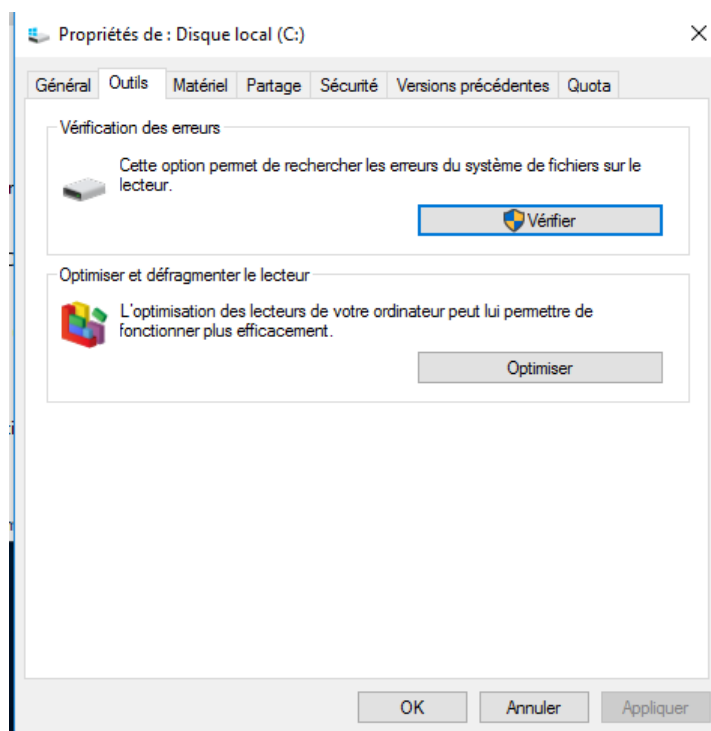 Propriétés de : Disque local (C:)
Général Outils Matériel Partage Sécurité Versions précédentes Quota
Vérification des erreurs
Cette option permet de rechercher les erreurs du système de fichiers sur le
lecteur.
Vérifier
Optimiser et défragmenter le lecteur
L'optimisation des lecteurs de votre ordinateur peut lui permettre de
fonctionner plus efficacement.
Optimiser
OK Annuler Appliquer